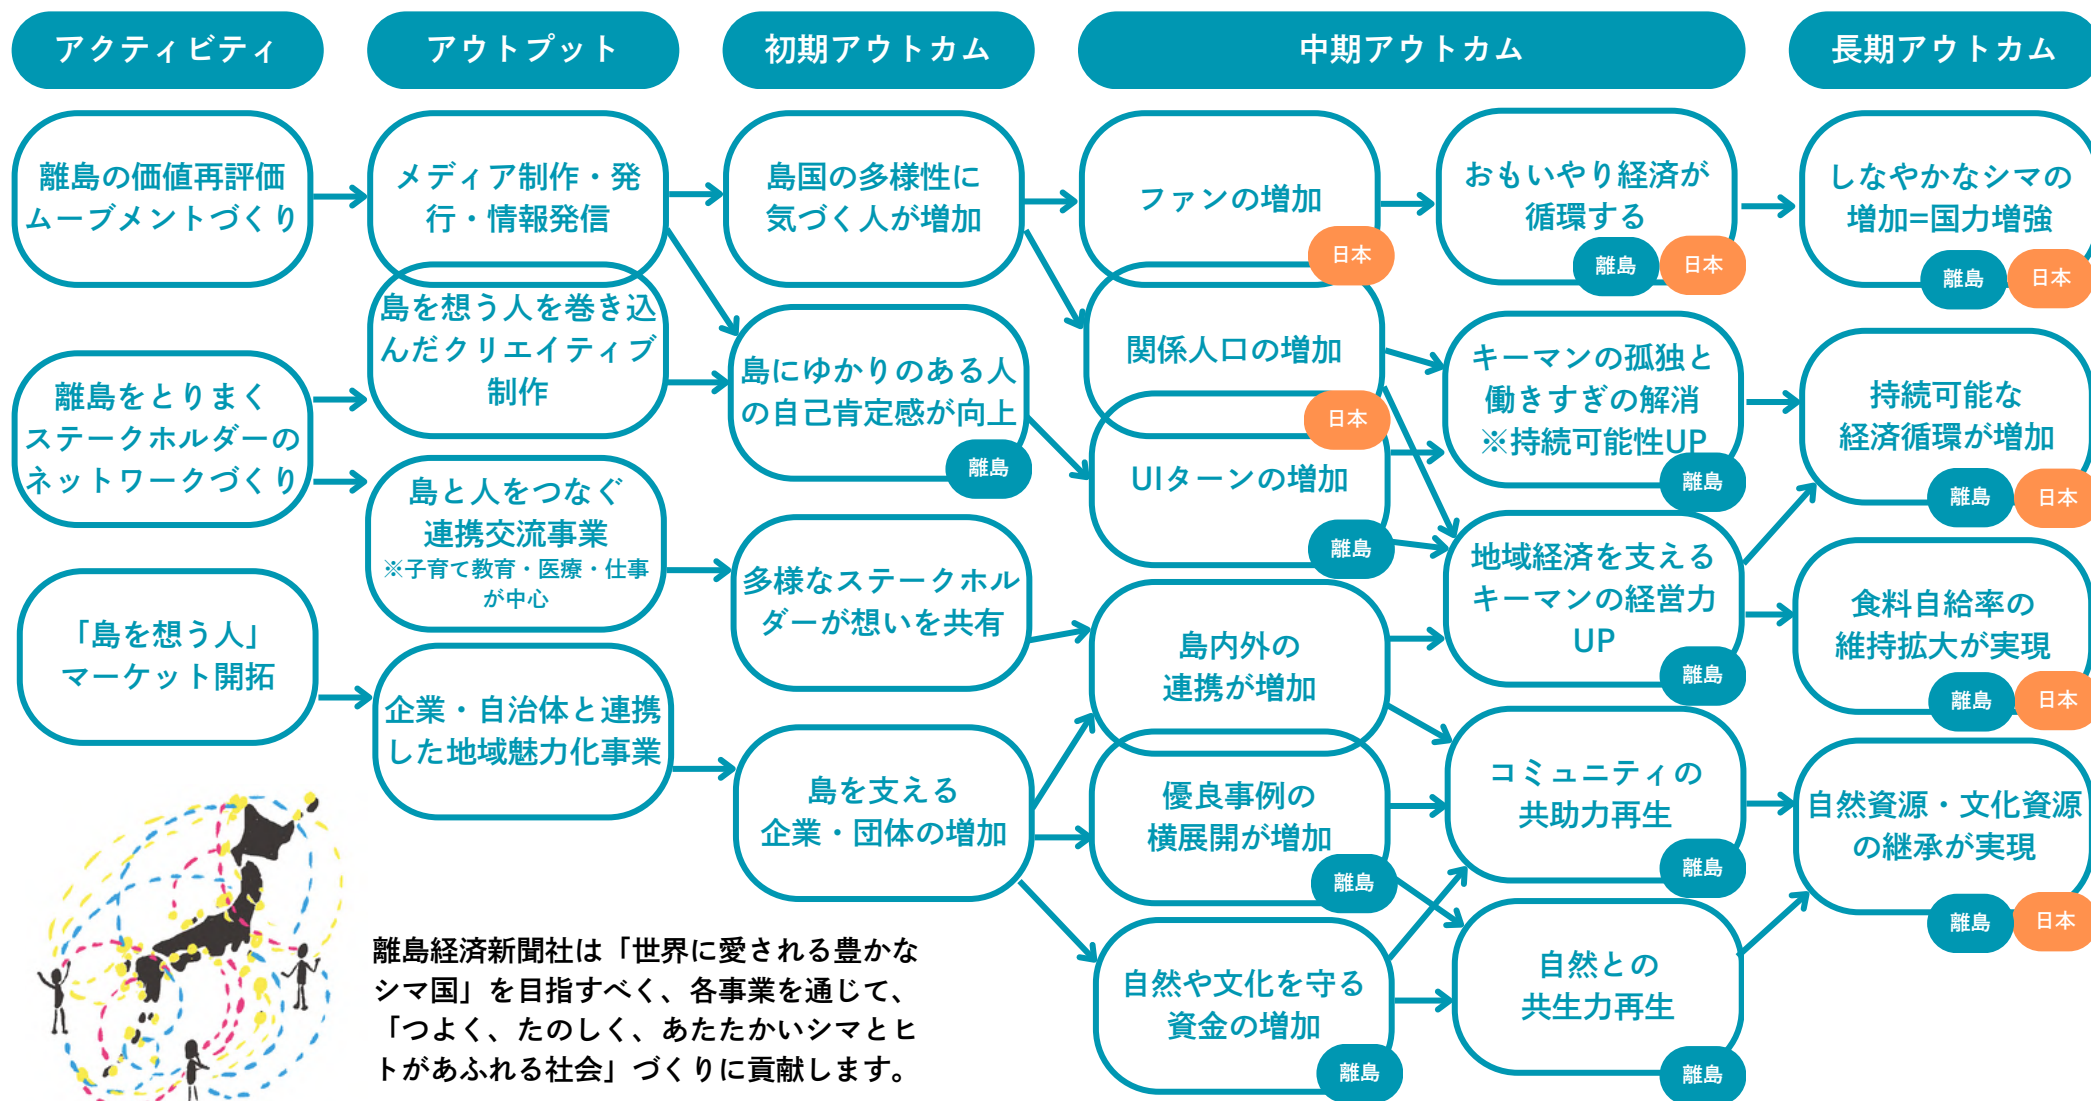 アクティビティ
アウトプット
初期アウトカム
中期アウトカム
長期アウトカム
離島の価値再評価
ムーブメントづくり
離島をとりまく
ステークホルダーの
ネットワークづくり
「島を想う人」
マーケット開拓
メディア制作・発
行・情報発信
島を想う人を巻き込
んだクリエイティブ
制作
島と人をつなぐ
連携交流事業
※子育て教育・医療・仕事
が中心
企業・自治体と連携
した地域魅力化事業
島国の多様性に
気づく人が増加
島にゆかりのある人
の自己肯定感が向上
離島
多様なステークホル
ダーが想いを共有
島を支える
企業・団体の増加
ファンの増加
日本
関係人口の増加
日本
UIターンの増加
離島
島内外の
連携が増加
優良事例の
横展開が増加
離島
自然や文化を守る
資金の増加
離島
おもいやり経済が
循環する
離島
日本
キーマンの孤独と
働きすぎの解消
※持続可能性UP
離島
地域経済を支える
キーマンの経営力
UP
離島
コミュニティの
共助力再生
離島
自然との
共生力再生
離島
しなやかなシマの
増加=国力増強
離島
日本
持続可能な
経済循環が増加
離島
日本
食料自給率の
維持拡大が実現
離島
日本
自然資源・文化資源
の継承が実現
離島
日本
離島経済新聞社は「世界に愛される豊かな
シマ国」を目指すべく、各事業を通じて、
「つよく、たのしく、あたたかいシマとヒ
トがあふれる社会」づくりに貢献します。